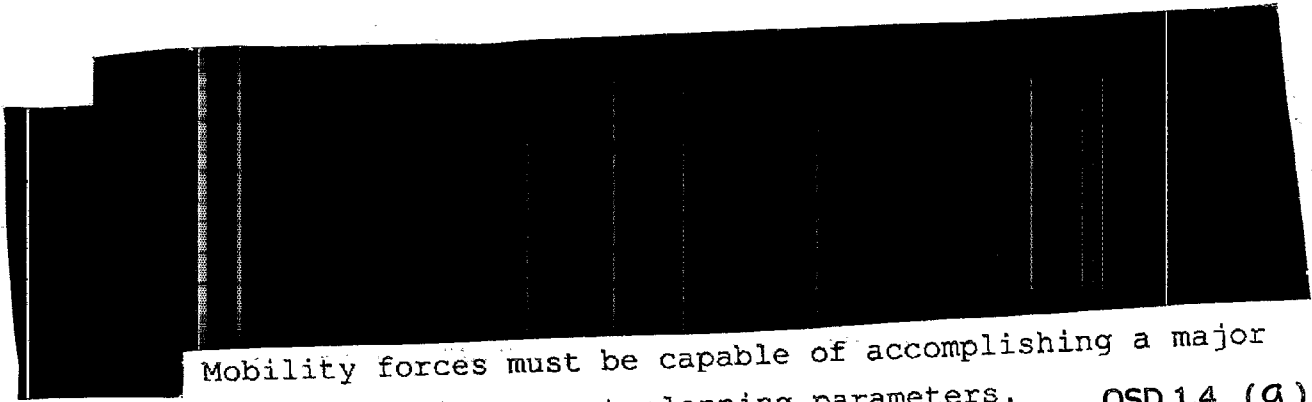 Mobility forces must be capable of accomplishing a major
planning parameters. OSD 1.4 (a)